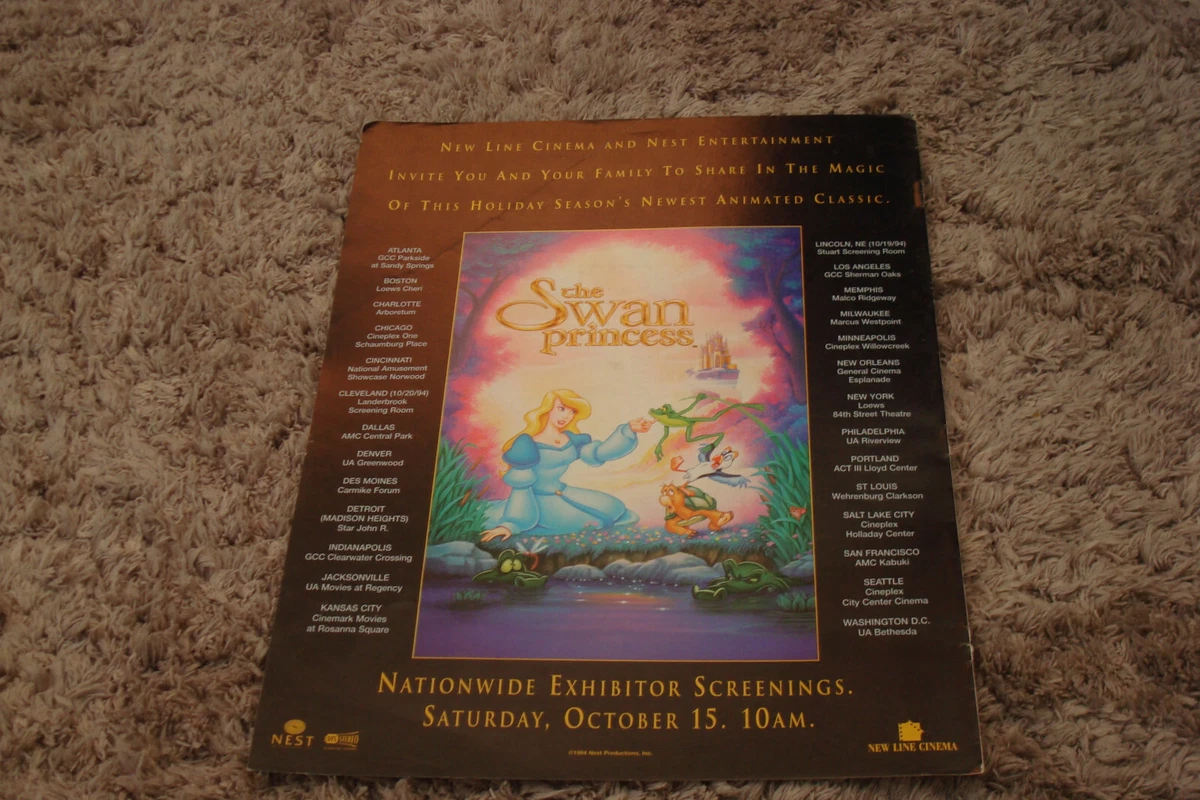 NEW LINE CINEMA AND NEST ENTERTAINMENT
INVITE YOU AND YOUR FAMILY TO SHARE IN THE MAGIC
OF THIS HOLIDAY SEASON'S NEWEST ANIMATED CLASSIC.
ATLANTA
GCC Parkside
at Sandy Springs
BOSTON
Loews Cheri
CHARLOTTE
Arboretum
CHICAGO
Cineplex One
Schaumburg Place
CINCINNATI
National Amusement
Showcase Norwood
CLEVELAND (10/20/94)
Landerbrook
Screening Room
DALLAS
AMC Central Park
DENVER
UA Greenwood
DES MOINES
Carmike Forum
DETROIT
(MADISON HEIGHTS)
Star John R.
INDIANAPOLIS
GCC Clearwater Crossing
JACKSONVILLE
UA Movies at Regency
KANSAS CITY
Cinemark Movies
at Rosanna Square
the
Swan
princess
LINCOLN, NE (10/19/94)
Stuart Screening Room
LOS ANGELES
GCC Sherman Oaks
MEMPHIS
Malco Ridgeway
MILWAUKEE
Marcus Westpoint
MINNEAPOLIS
Cineplex Willowcreek
NEW ORLEANS
General Cinema
Esplanade
NEW YORK
Loews
84th Street Theatre
PHILADELPHIA
UA Riverview
PORTLAND
ACT III Lloyd Center
ST LOUIS
Wehrenburg Clarkson
SALT LAKE CITY
Cineplex
Holladay Center
SAN FRANCISCO
AMC Kabuki
SEATTLE
Cineplex
City Center Cinema
WASHINGTON D.C.
UA Bethesda
NATIONWIDE EXHIBITOR SCREENINGS.
SATURDAY, OCTOBER 15. 10AM.
NEST
STEREO
©1994 Nest Productions, Inc.
NEW LINE CINEMA